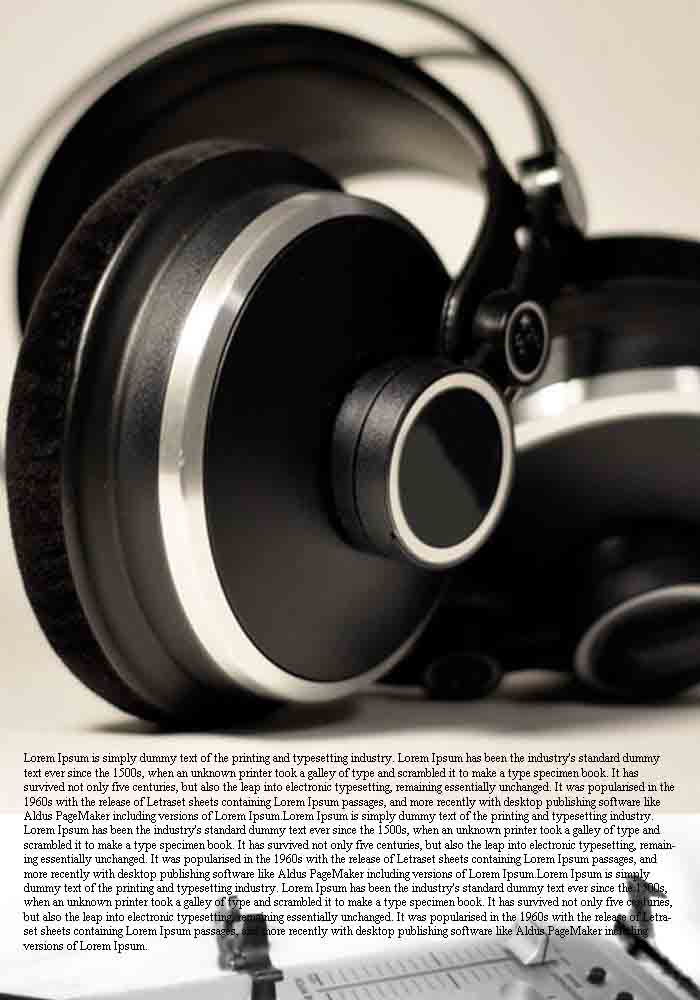 Lorem Ipsum is simply dummy text of the printing and typesetting industry. Lorem Ipsum has been the industry's standard dummy
text ever since the 1500s, when an unknown printer took a galley of type and scrambled it to make a type specimen book. It has
survived not only five centuries, but also the leap into electronic typesetting, remaining essentially unchanged. It was popularised in the
1960s with the release of Letraset sheets containing Lorem Ipsum passages, and more recently with desktop publishing software like
Aldus PageMaker including versions of Lorem Ipsum.Lorem Ipsum is simply dummy text of the printing and typesetting industry.
Lorem Ipsum has been the industry's standard dummy text ever since the 1500s, when an unknown printer took a galley of type and
scrambled it to make a type specimen book. It has survived not only five centuries, but also the leap into electronic typesetting, remain-
ing essentially unchanged. It was popularised in the 1960s with the release of Letraset sheets containing Lorem Ipsum passages, and
more recently with desktop publishing software like Aldus PageMaker including versions of Lorem Ipsum.Lorem Ipsum is simply
dummy text of the printing and typesetting industry. Lorem Ipsum has been the industry's standard dummy text ever since the 1500s,
when an unknown printer took a galley of type and scrambled it to make a type specimen book. It has survived not only five centuries,
but also the leap into electronic typesetting, remaining essentially unchanged. It was popularised in the 1960s with the release of Letra-
set sheets containing Lorem Ipsum passages, and more recently with desktop publishing software like Aldus PageMaker including
versions of Lorem Ipsum.